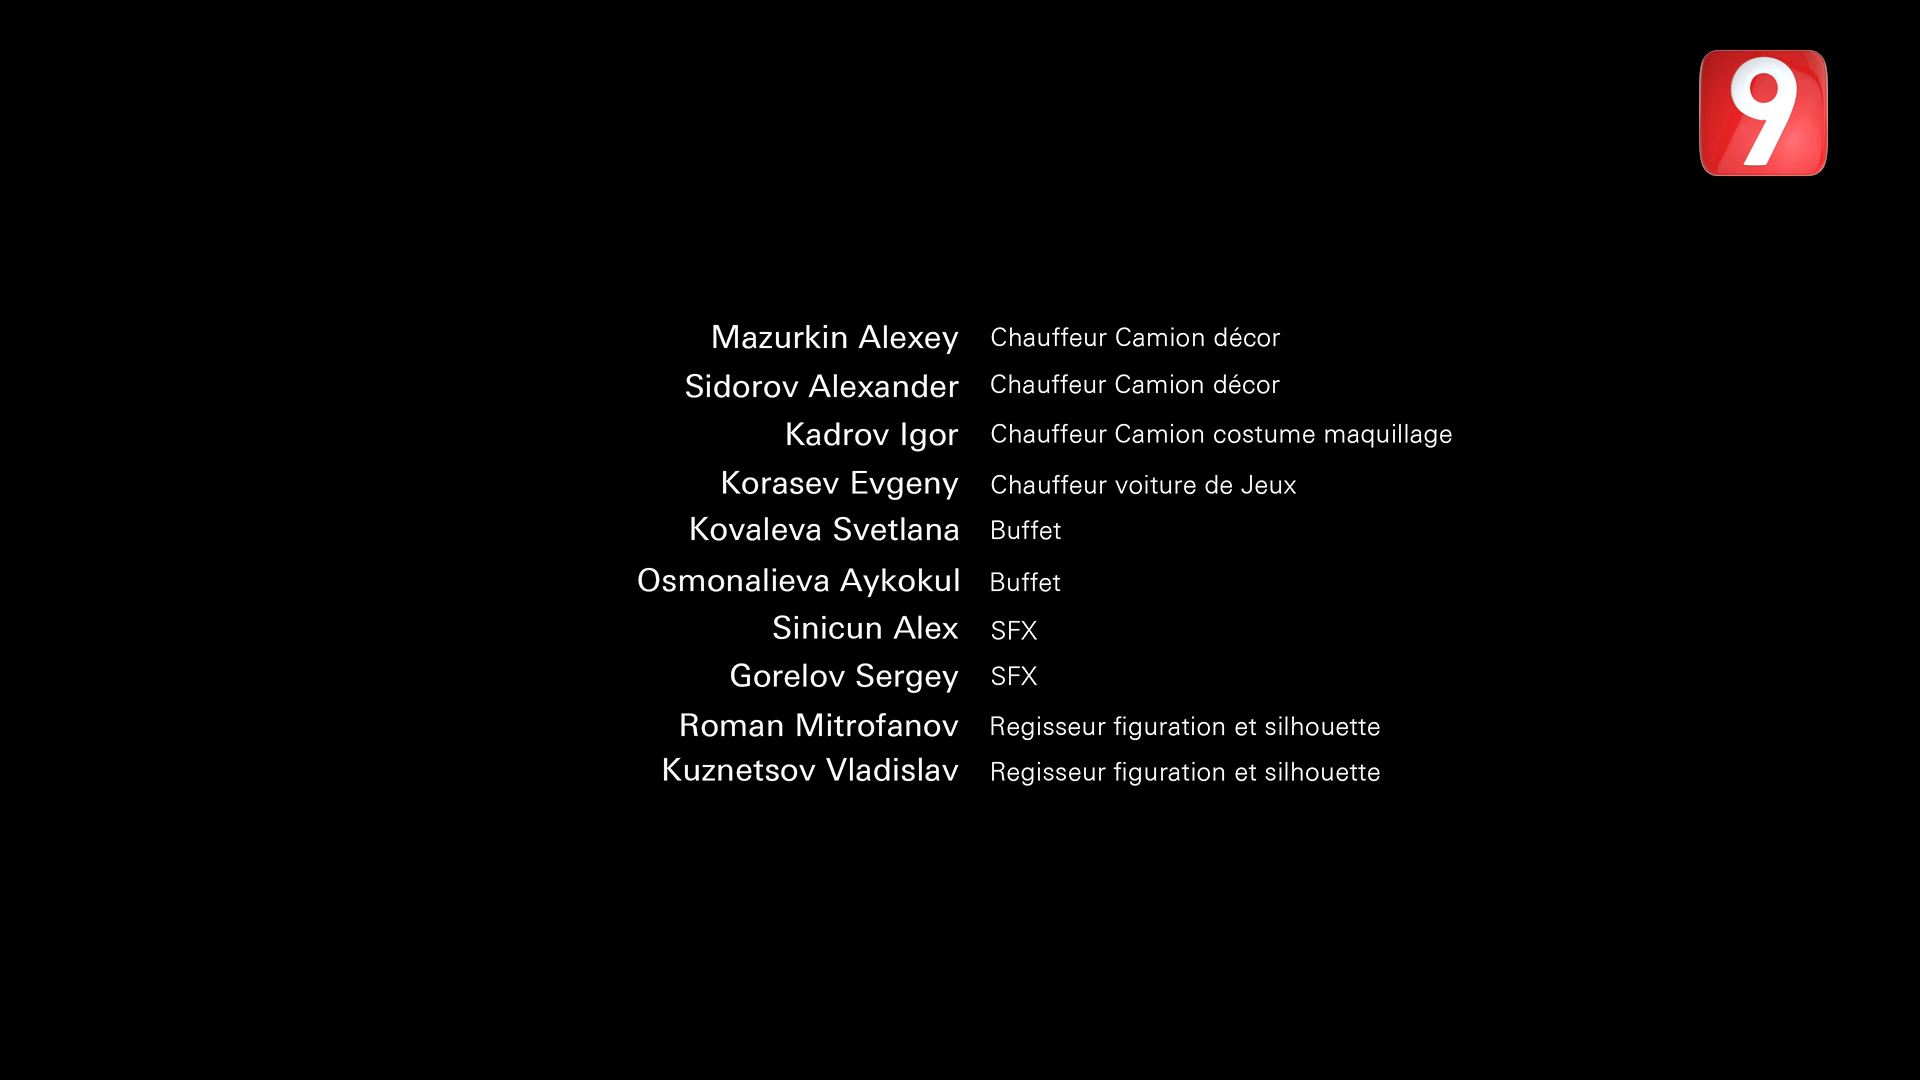 9
Mazurkin Alexey Chauffeur Camion décor
Sidorov Alexander Chauffeur Camion décor
Kadrov Igor Chauffeur Camion costume maquillage
Korasev Evgeny Chauffeur voiture de Jeux
Kovaleva Svetlana Buffet
Osmonalieva Aykokul Buffet
Sinicun Alex SFX
Gorelov Sergey SFX
Roman Mitrofanov Regisseur figuration et silhouette
Kuznetsov Vladislav Regisseur figuration et silhouette